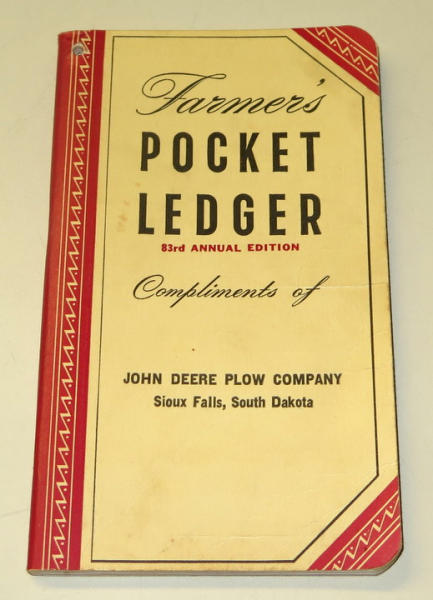 Farmer's
POCKET
LEDGER
83rd ANNUAL EDITION
Compliments of
JOHN DEERE PLOW COMPANY
Sioux Falls, South Dakota